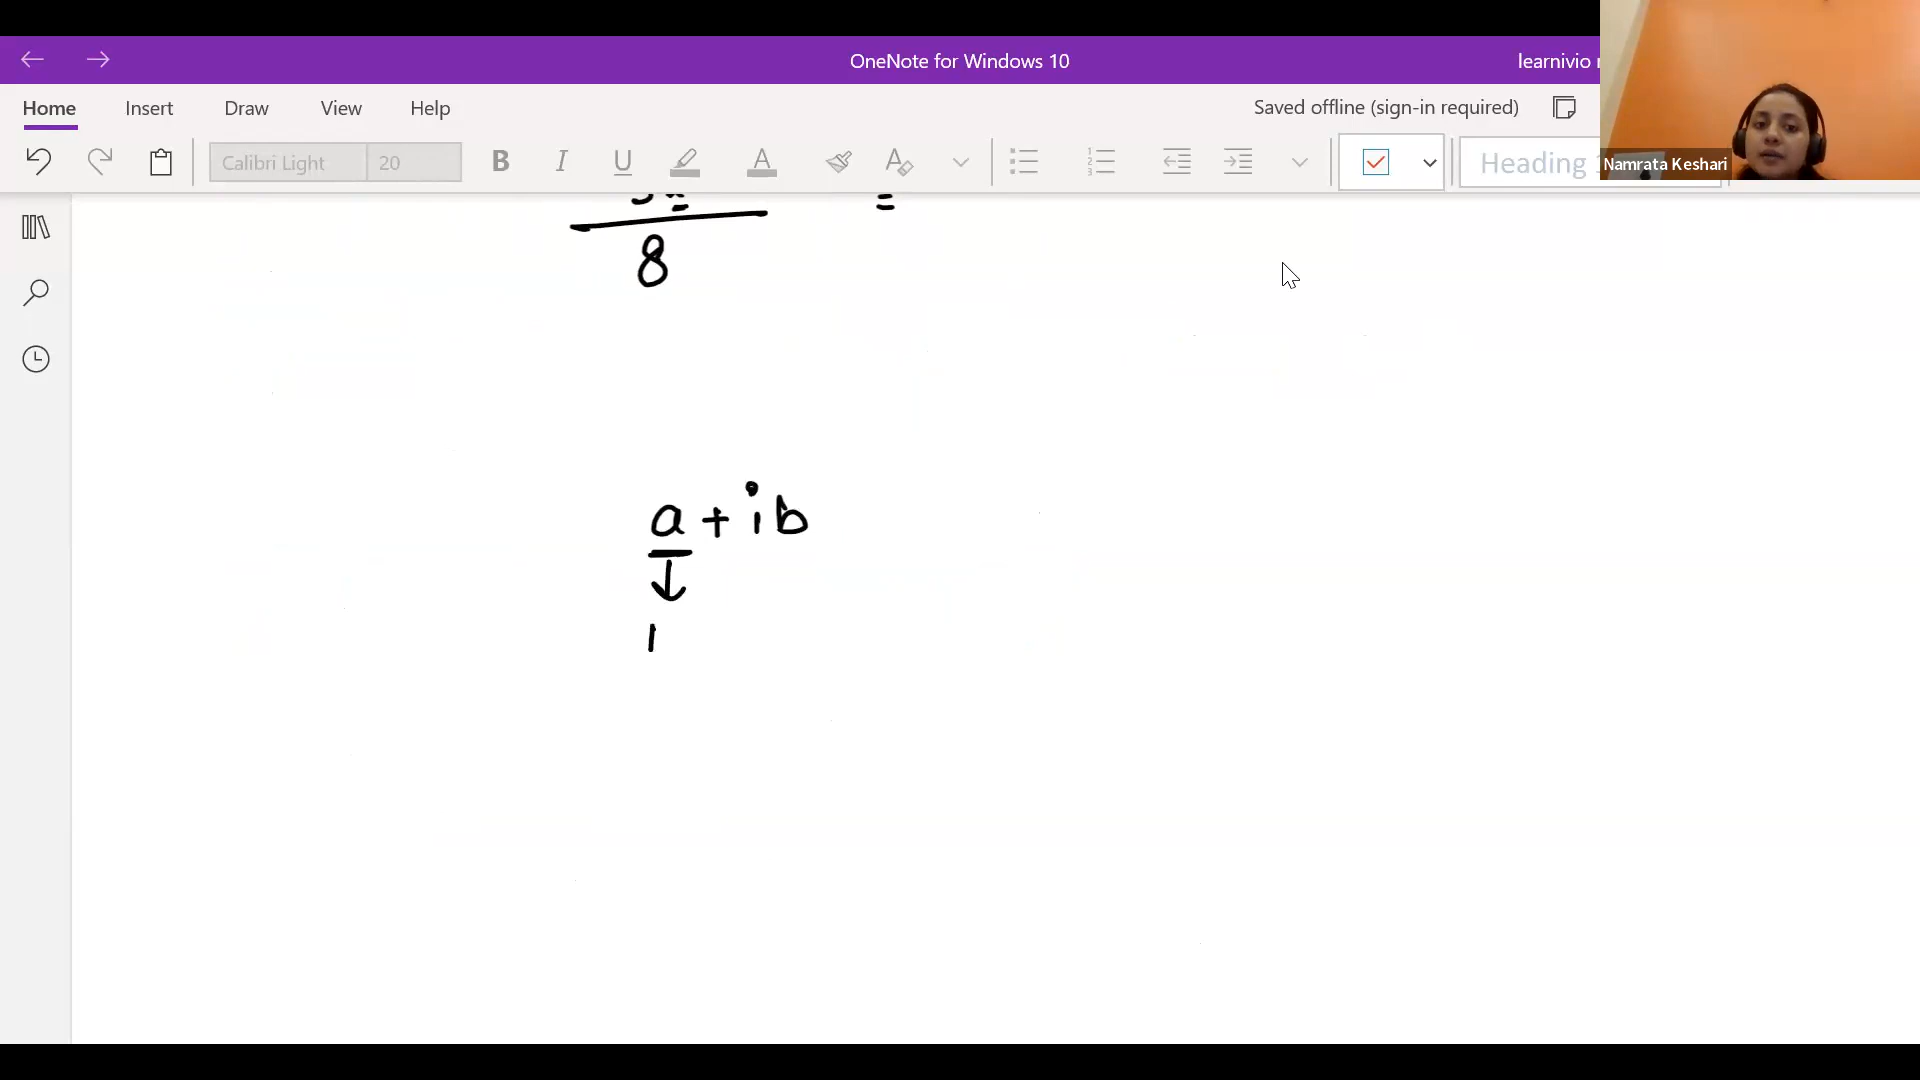 OneNote for Windows 10
learnivio
Home Insert Draw View Help
Saved offline (sign-in required)
Calibri Light 20 B I U A A Heading
Namrata Keshari
8
a + ib
↓